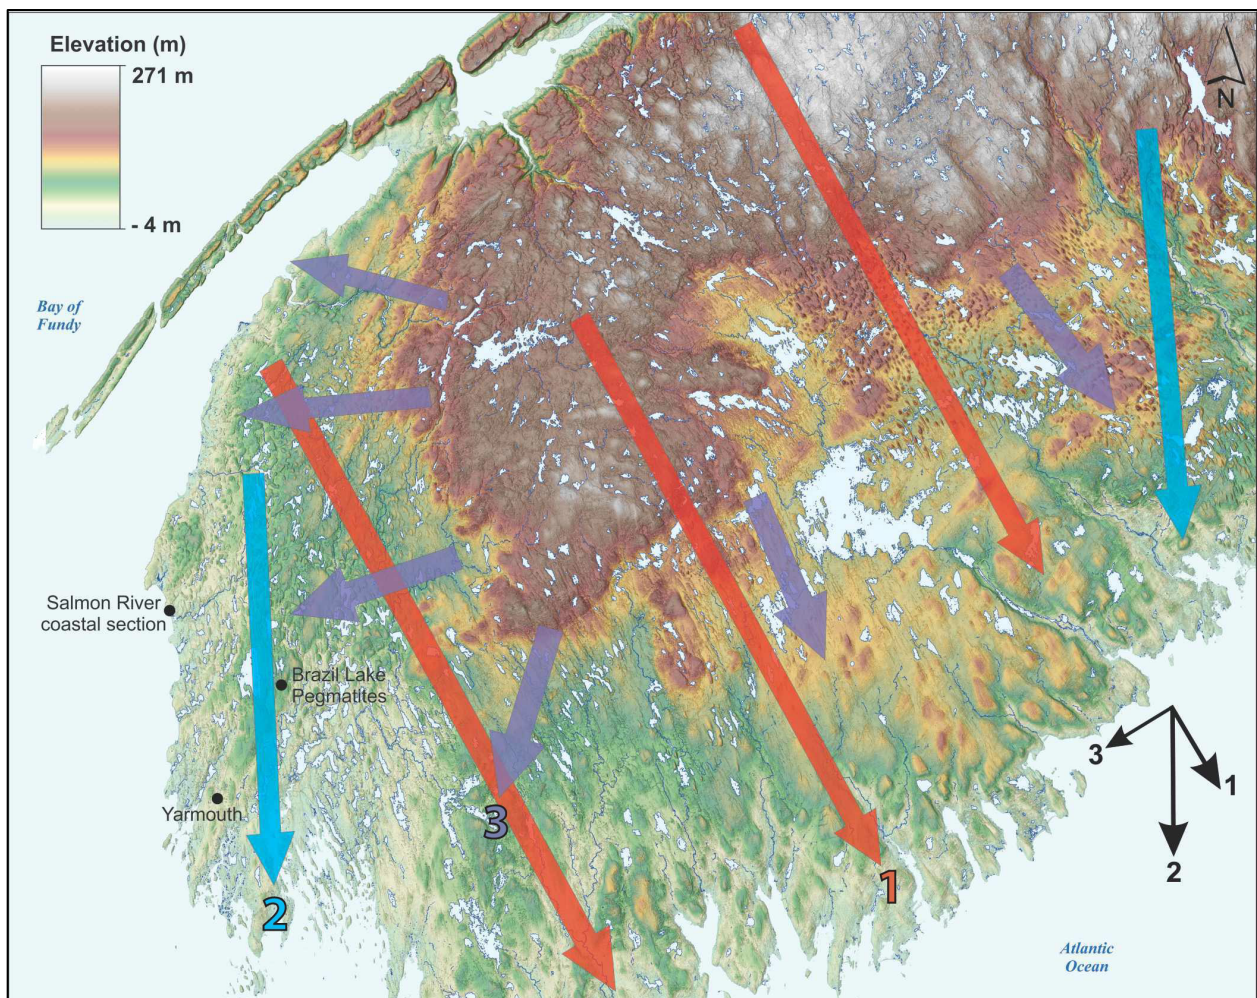 Elevation (m)
271 m
- 4 m
N
Bay of
Fundy
Salmon River
coastal section
Brazil Lake
Pegmatites
Yarmouth
3
2
1
3
1
2
Atlantic
Ocean